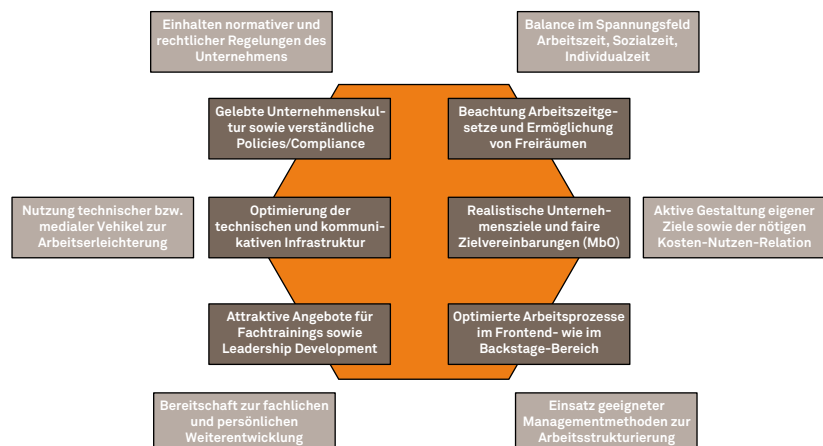 Einhalten normativer und
rechtlicher Regelungen des
Unternehmens
Balance im Spannungsfeld
Arbeitszeit, Sozialzeit,
Individualzeit
Gelebte Unternehmenskul-
tur sowie verständliche
Policies/Compliance
Beachtung Arbeitszeitge-
setze und Ermöglichung
von Freiräumen
Nutzung technischer bzw.
medialer Vehikel zur
Arbeitserleichterung
Optimierung der
technischen und kommuni-
kativen Infrastruktur
Realistische Unterneh-
mensziele und faire
Zielvereinbarungen (MbO)
Aktive Gestaltung eigener
Ziele sowie der nötigen
Kosten-Nutzen-Relation
Attraktive Angebote für
Fachtrainings sowie
Leadership Development
Optimierte Arbeitsprozesse
im Frontend- wie im
Backstage-Bereich
Bereitschaft zur fachlichen
und persönlichen
Weiterentwicklung
Einsatz geeigneter
Managementmethoden zur
Arbeitsstrukturierung